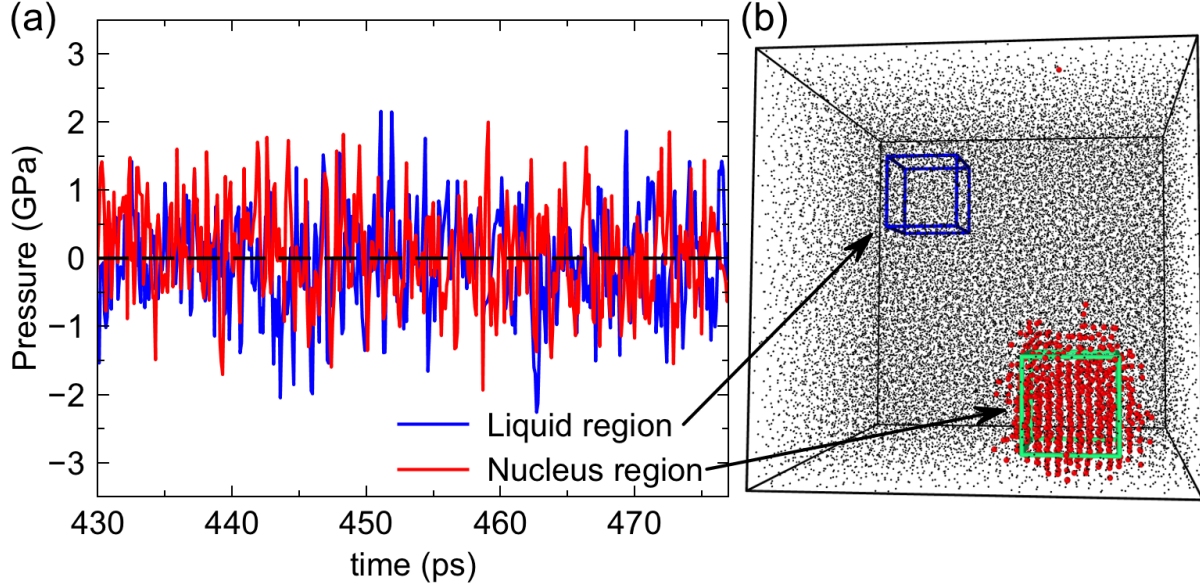 (a)
(b)
3
2
1
0
−1
−2
−3
Pressure (GPa)
Liquid region
Nucleus region
430 440 450 460 470
time (ps)